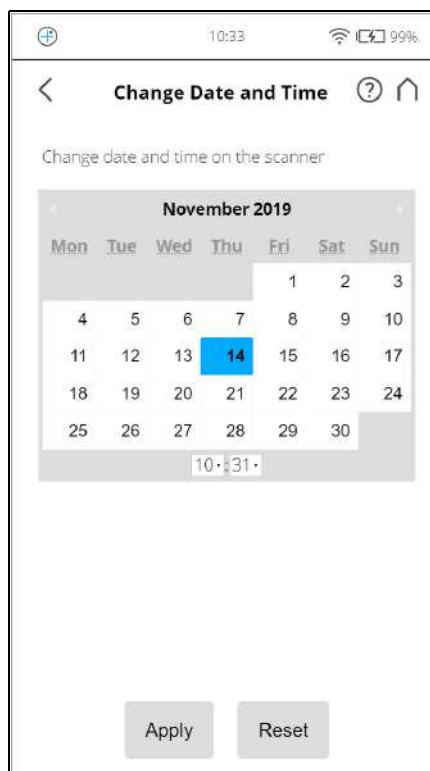 10:33 99%
Change Date and Time ?
Change date and time on the scanner
November 2019
Mon Tue Wed Thu Fri Sat Sun
1 2 3
4 5 6 7 8 9 10
11 12 13 14 15 16 17
18 19 20 21 22 23 24
25 26 27 28 29 30
10 : 31
Apply Reset